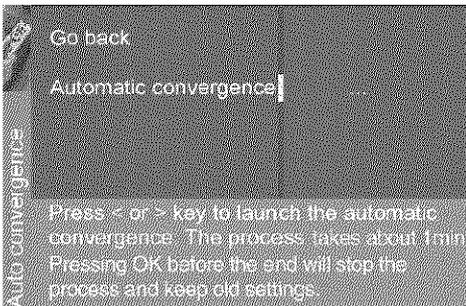 Auto convergence
Go back
Automatic convergence
...
Press < or > key to launch the automatic
convergence. The process takes about 1min.
Pressing OK before the end will stop the
process and keep old settings.